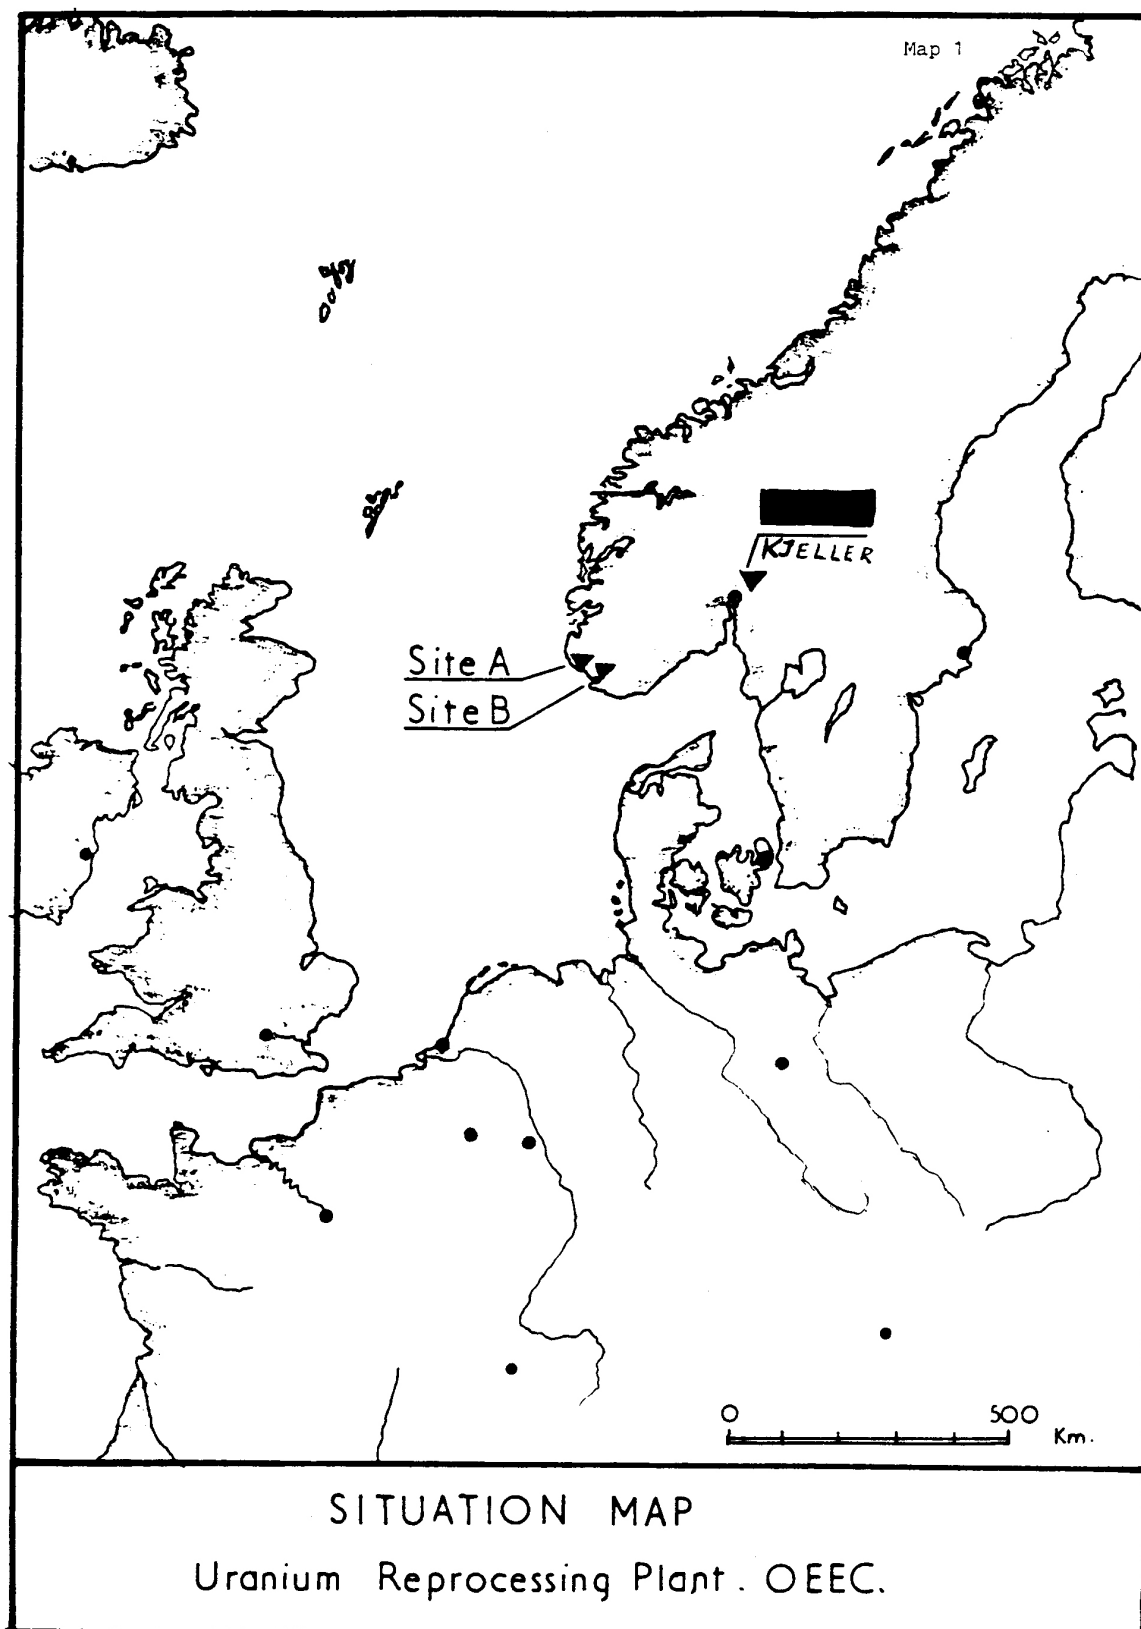 Map 1
KJELLER
Site A
Site B
0 500
Km.
SITUATION MAP
Uranium Reprocessing Plant. OEEC.